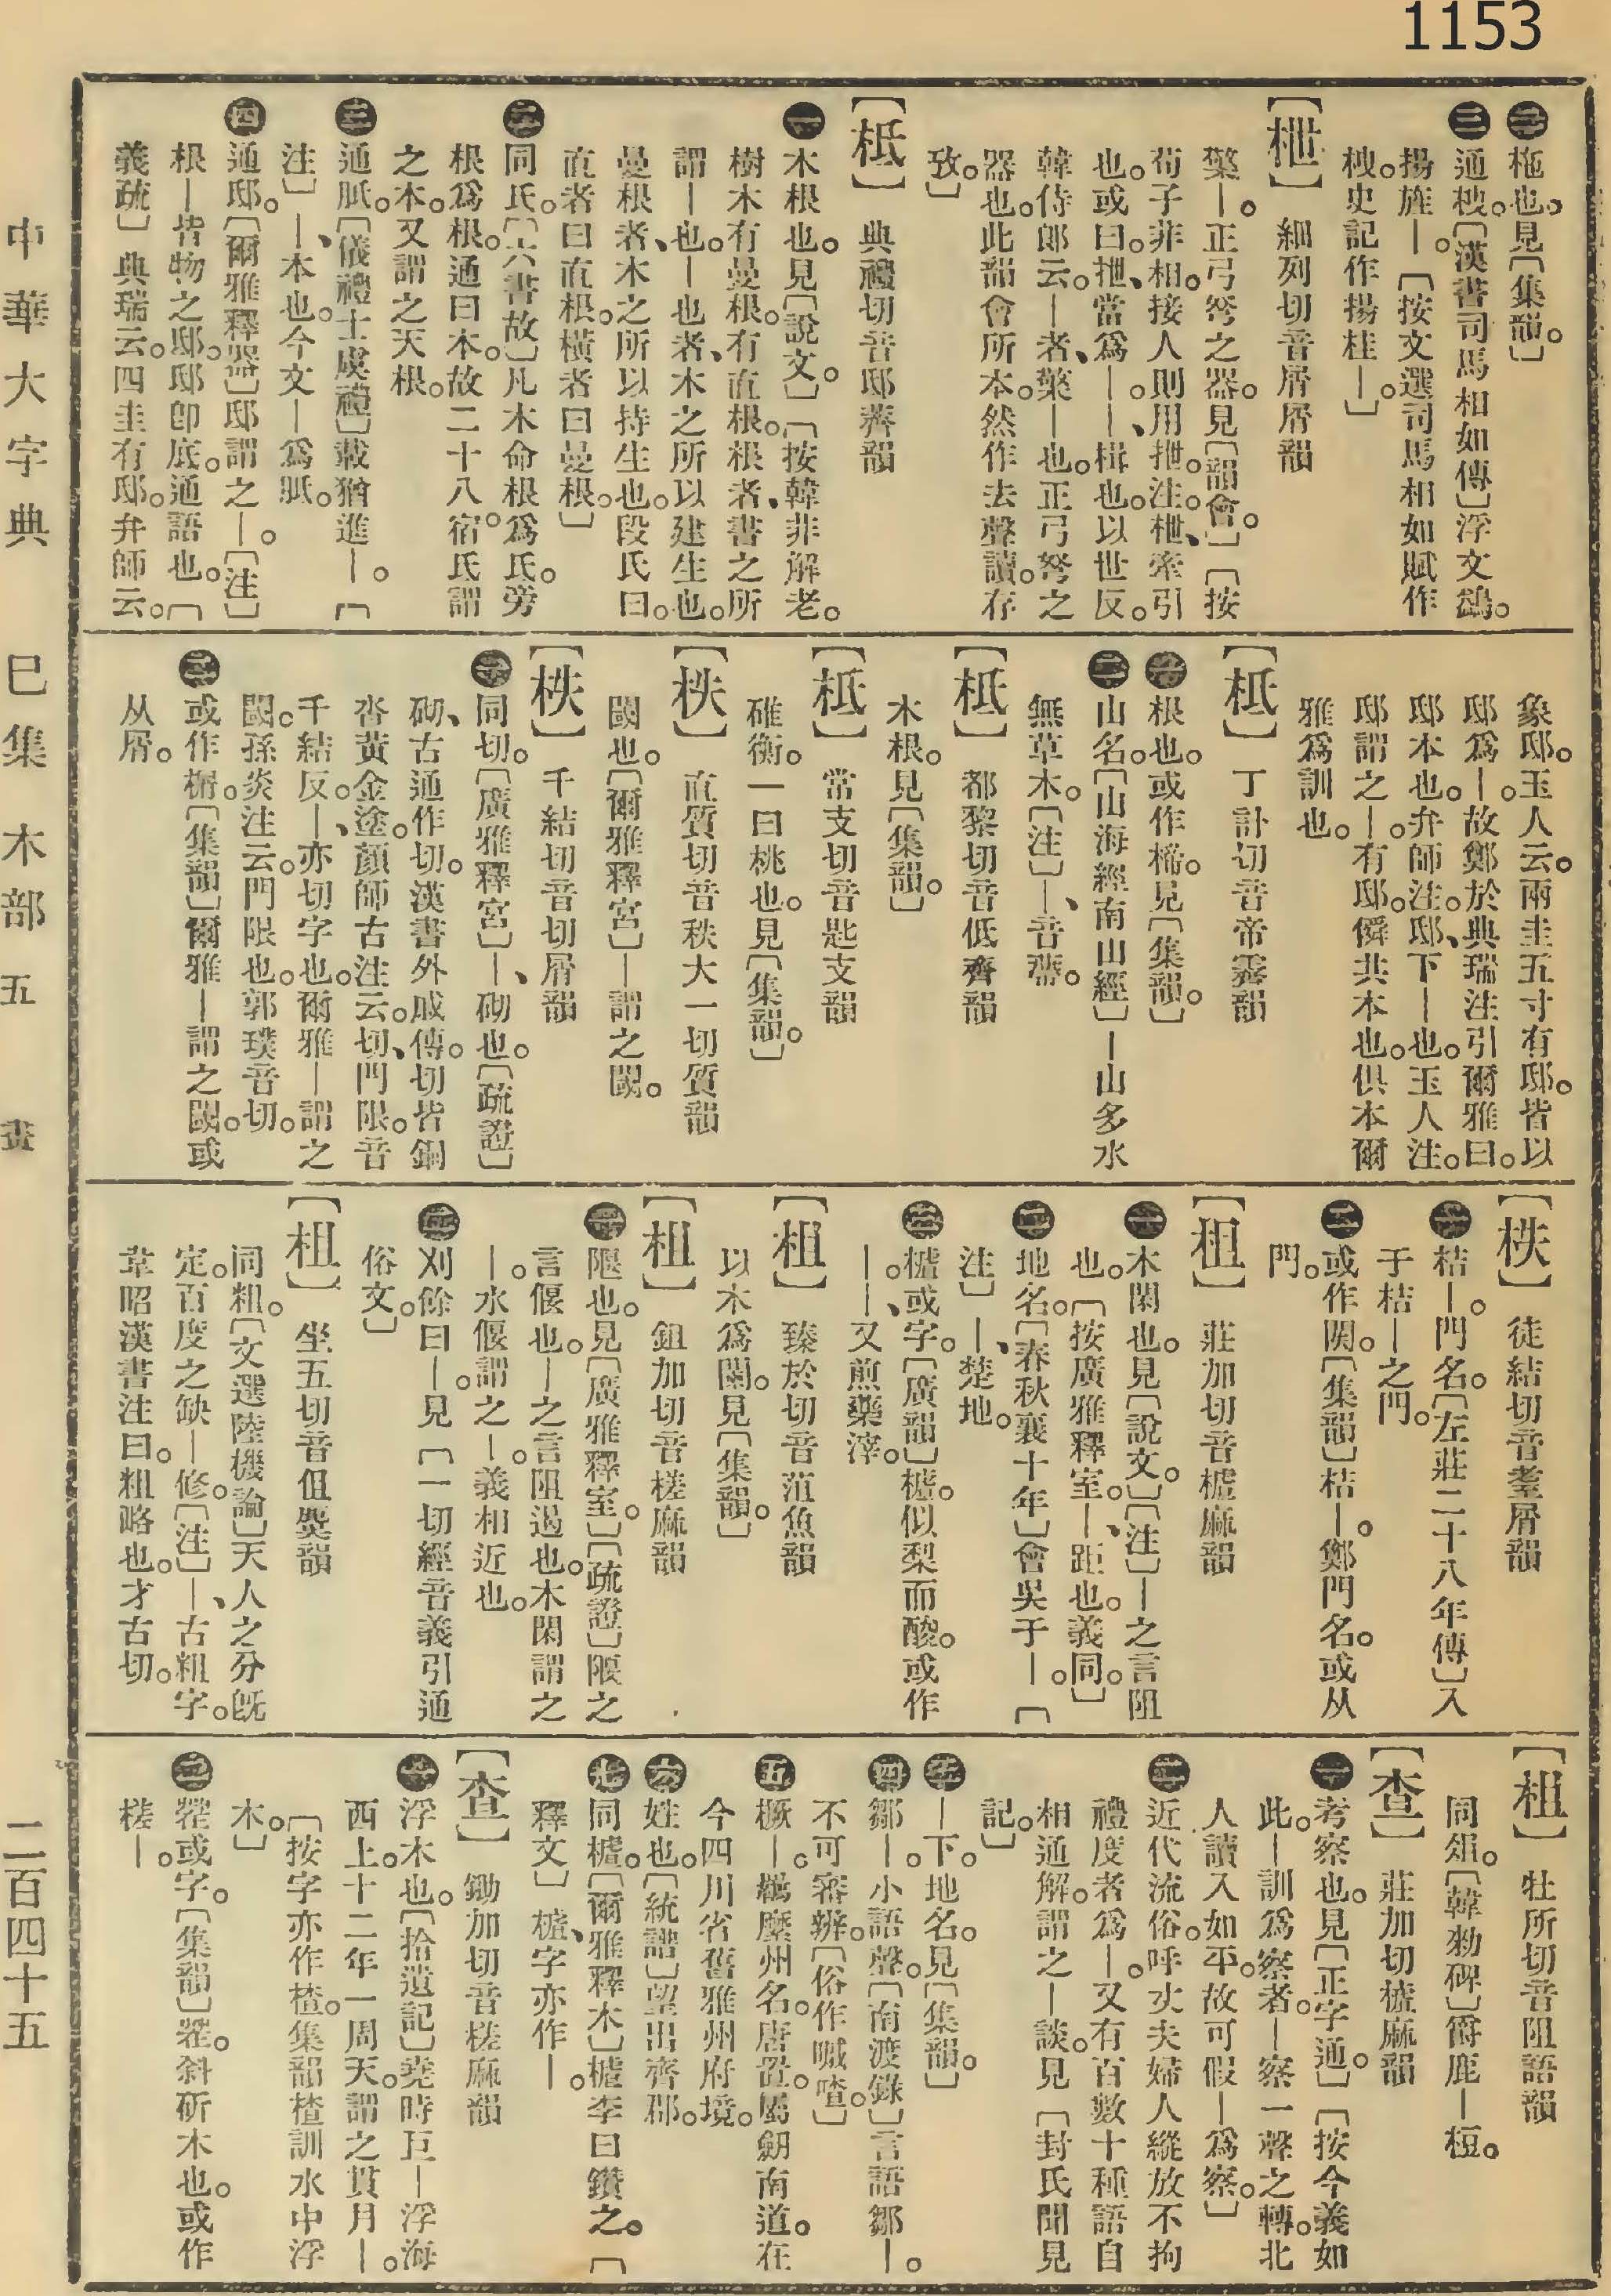 1153
㊁柂也。見〔集韻。〕
㊂通梢。〔漢書司馬相如傳〕浮文鷁。
揚旌｜。〔按文選司馬相如賦作
栧。史記作揚桂｜。〕
【枻】細列切音屑屑韻
檠｜。正弓弩之器。見〔韻會。〕〔按
荀子非相。接人則用抴。注。枻、牽引
也。或曰。抴、當爲｜。｜、楫也。以世反。
韓侍郎云。｜者、檠｜也。正弓弩之
器也。此韻會所本。然作去聲讀。存
攷。〕
【柢】典禮切音邸薺韻
㊀木根也。見〔說文。〕〔按韓非解老。
樹木有曼根。有直根。根者、書之所
謂｜也。｜也者、木之所以建生也。
曼根者、木之所以持生也。段氏曰。
直者曰直根。橫者曰曼根。〕
㊁同氐。〔六書故〕凡木命根爲氐。旁
根爲根。通曰本。故二十八宿氐謂
之本。又謂之天根。
㊂通胝。〔儀禮士虞禮〕載猶進｜。〔
注〕｜、本也。今文｜爲胝。
㊃通邸。〔爾雅釋器〕邸謂之｜。〔注〕
根｜皆物之邸。邸卽底。通語也。〔
義疏〕典瑞云。四圭有邸。弁師云。
象邸。玉人云。兩圭五寸有邸。皆以
邸爲｜。故鄭於典瑞注引爾雅曰。
邸本也。弁師注。邸、下｜也。玉人注。
邸謂之｜。有邸。僢共本也。俱本爾
雅爲訓也。
【柢】丁計切音帝霽韻
㊀根也。或作楴。見〔集韻。〕
㊁山名。〔山海經南山經〕｜山多水
無草木。〔注〕｜、音蔕。
【柢】都黎切音低齊韻
木根。見〔集韻。〕
【柢】常支切音匙支韻
碓衡。一曰桃也。見〔集韻。〕
【柣】直質切音秩大一切質韻
閾也。〔爾雅釋宮〕｜謂之閾。
【柣】千結切音切屑韻
㊀同切。〔廣雅釋宮〕｜、砌也。〔疏證〕
砌、古通作切。漢書外戚傳。切皆銅
沓黃金塗。顏師古注云。切、門限。音
千結反。｜、亦切字也。爾雅｜謂之
閾。孫炎注云。門限也。郭璞音切。
㊁或作榍。〔集韻〕爾雅｜謂之閾。或
从屑。
【柣】徒結切音耋屑韻
㊀桔｜。門名。〔左莊二十八年傳〕入
于桔｜之門。
㊁或作閍。〔集韻〕桔｜。鄭門名。或从
門。
【柤】莊加切音樝麻韻
㊀木閑也。見〔說文。〕〔注〕｜之言阻
也。〔按廣雅釋室。｜、距也。義同。〕
㊁地名。〔春秋襄十年〕會吳于｜。〔
注〕｜、楚地。
㊂樝或字。〔廣韻〕樝。似梨而酸。或作
｜。｜、又煎藥滓。
【柤】臻於切音菹魚韻
以木爲闌。見〔集韻。〕
【柤】鉏加切音槎麻韻
㊀隁也。見〔廣雅釋室。〕〔疏證〕隁之
言偃也。｜之言阻遏也。木閑謂之
｜。水偃謂之｜。義相近也。
㊁刈餘曰｜。見〔一切經音義引通
俗文。〕
【柤】坐五切音伹麌韻
同粗。〔文選陸機論〕天人之分旣
定。百度之缺｜修。〔注〕｜、古粗字。
韋昭漢書注曰。粗略也。才古切。
【柤】牡所切音阻語韻
同俎。〔韓勑碑〕爵鹿｜梪。
【查】莊加切樝麻韻
㊀考察也。見〔正字通。〕〔按今義如
此。｜訓爲察者。｜察一聲之轉。北
人讀入如平。故可假｜爲察。〕
㊁近代流俗。呼丈夫婦人縱放不拘
禮度者爲｜。又有百數十種語自
相通解。謂之｜談。見〔封氏聞見
記。〕
㊂｜下。地名。見〔集韻。〕
㊃鄒｜。小語聲。〔南渡錄〕言語鄒｜。
不可審辨。〔俗作嘁喳。〕
㊄橛｜。鶴麼州名。唐置。屬劒南道。在
今四川省舊雅州府境。
㊅姓也。〔統譜〕望出齊郡。
㊆同樝。〔爾雅釋木〕樝李曰鑽之。〔
釋文〕樝、字亦作｜。
【查】鋤加切音槎麻韻
㊀浮木也。〔拾遺記〕堯時巨｜浮海
西上。十二年一周天。謂之貫月｜。
〔按字亦作楂。集韻楂訓水中浮
木。〕
㊁槎或字。〔集韻〕槎。斜斫木也。或作
槎｜。
中華大字典　巳集　木部　五　畫　二百四十五